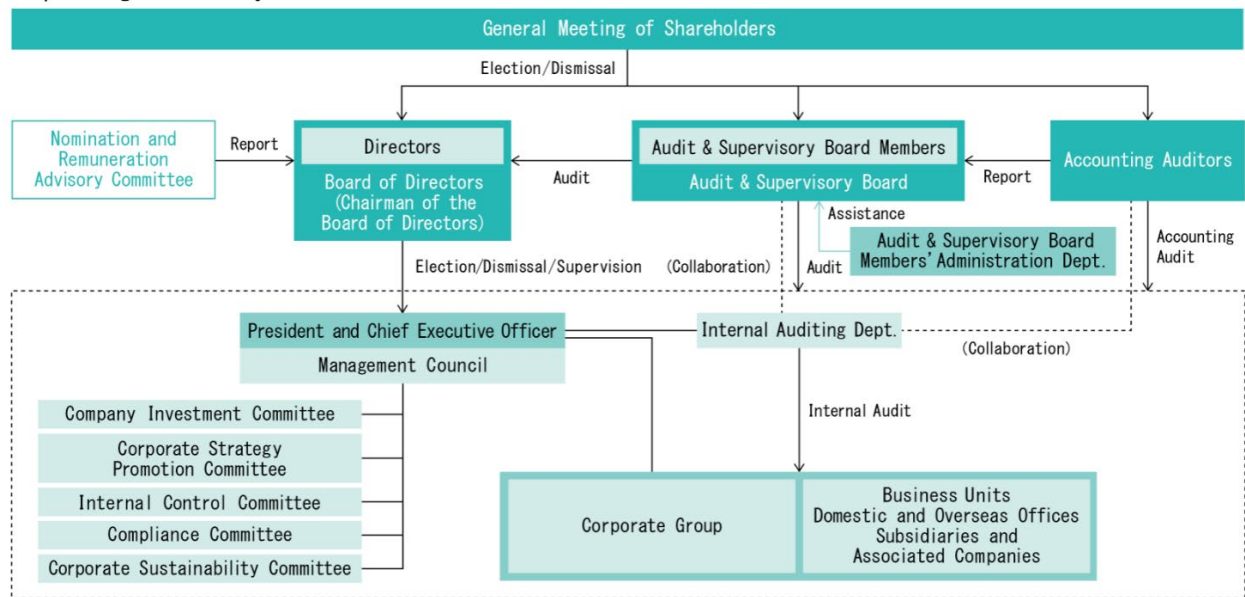 General Meeting of Shareholders
Election/Dismissal
Nomination and
Remuneration
Advisory Committee
Report
Directors
Board of Directors
(Chairman of the
Board of Directors)
Audit
Audit & Supervisory Board Members
Audit & Supervisory Board
Report
Accounting Auditors
Assistance
Audit & Supervisory Board
Members' Administration Dept.
Accounting
Audit
Election/Dismissal/Supervision
(Collaboration)
Audit
President and Chief Executive Officer
Management Council
Internal Auditing Dept.
(Collaboration)
Company Investment Committee
Corporate Strategy
Promotion Committee
Internal Control Committee
Compliance Committee
Corporate Sustainability Committee
Internal Audit
Corporate Group
Business Units
Domestic and Overseas Offices
Subsidiaries and
Associated Companies